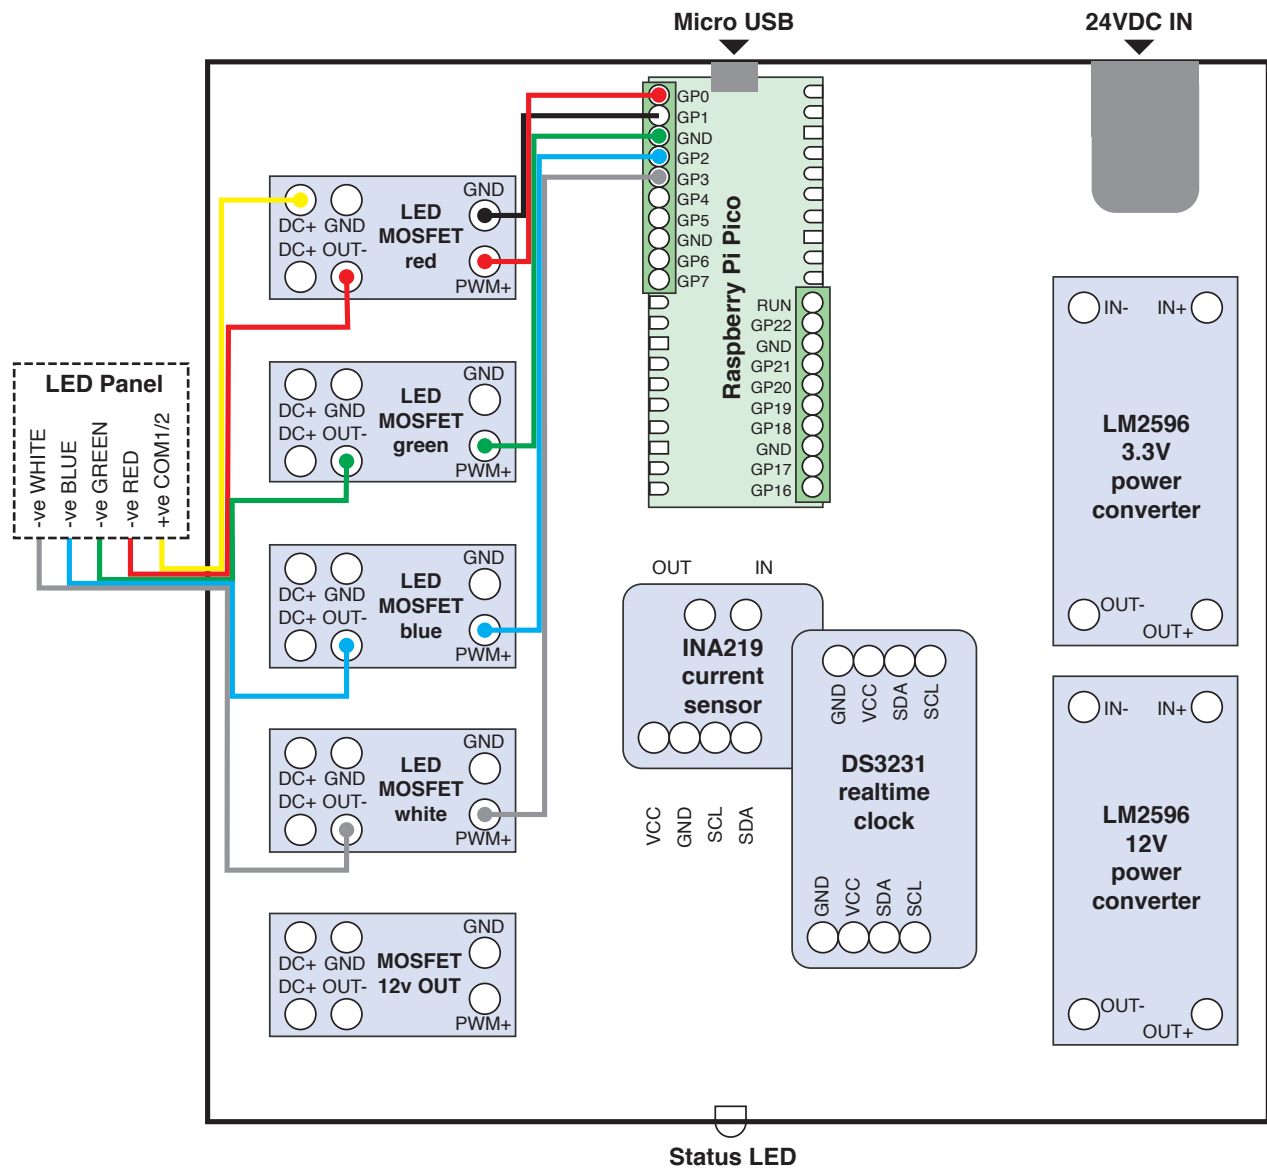 Micro USB
24VDC IN
GP0
GP1
GND
GP2
GP3
GP4
GP5
GND
GP6
GP7
Raspberry Pi Pico
RUN
GP22
GND
GP21
GP20
GP19
GP18
GND
GP17
GP16
GND
LED
MOSFET
red
DC+ GND
DC+ OUT-
PWM+
LED Panel
-ve WHITE
-ve BLUE
-ve GREEN
-ve RED
+ve COM1/2
GND
LED
MOSFET
green
DC+ GND
DC+ OUT-
PWM+
GND
LED
MOSFET
blue
DC+ GND
DC+ OUT-
PWM+
GND
LED
MOSFET
white
DC+ GND
DC+ OUT-
PWM+
GND
MOSFET
12v OUT
DC+ GND
DC+ OUT-
PWM+
OUT IN
INA219
current
sensor
VCC
GND
SCL
SDA
GND
VCC
SDA
SCL
DS3231
realtime
clock
GND
VCC
SDA
SCL
IN- IN+
LM2596
3.3V
power
converter
OUT-
OUT+
IN- IN+
LM2596
12V
power
converter
OUT-
OUT+
Status LED